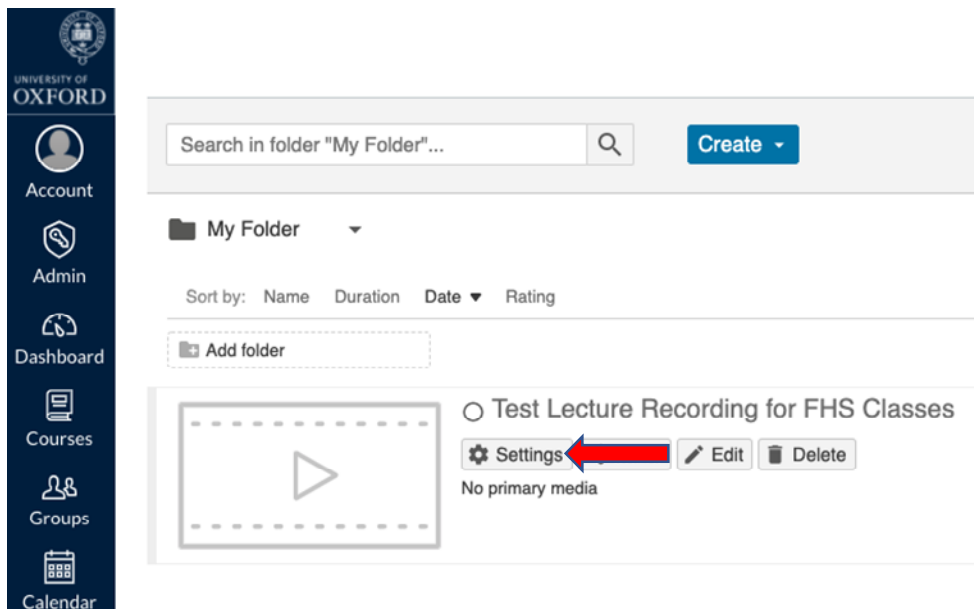 UNIVERSITY OF
OXFORD
Account
Admin
Dashboard
Courses
Groups
Calendar
Search in folder "My Folder"...
Create
My Folder
Sort by: Name Duration Date Rating
Add folder
Test Lecture Recording for FHS Classes
Settings Edit Delete
No primary media